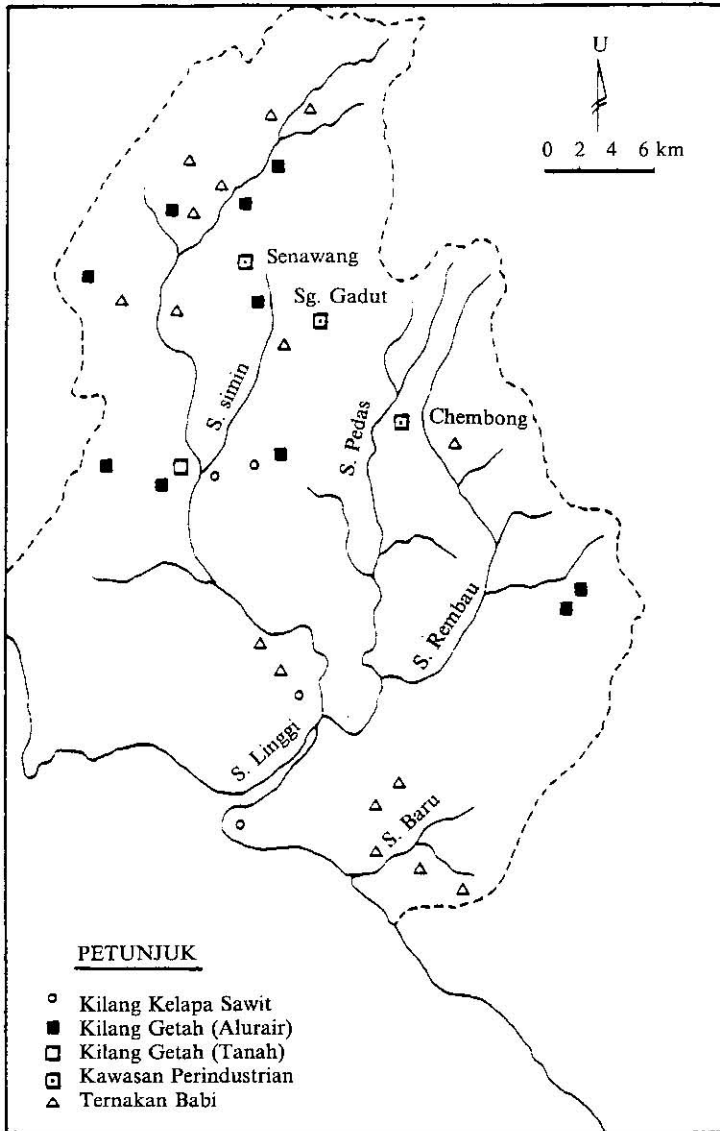 U
0 2 4 6 km
Senawang
Sg. Gadut
S. simin
S. Pedas
Chembong
S. Rembau
S. Linggi
S. Baru
PETUNJUK
Kilang Kelapa Sawit
Kilang Getah (Alurair)
Kilang Getah (Tanah)
Kawasan Perindustrian
Ternakan Babi